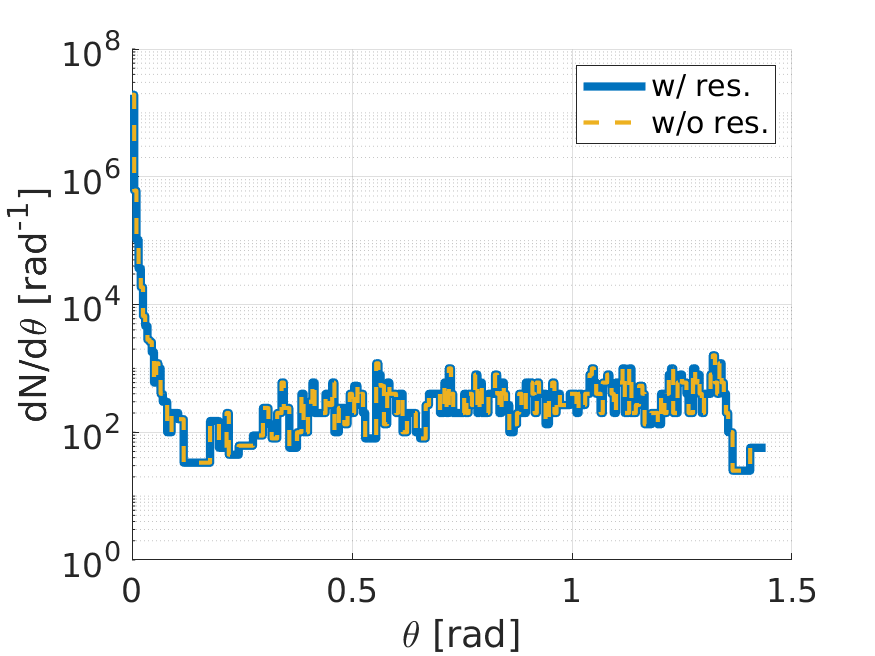 10^8
10^6
10^4
10^2
10^0
dN/dθ [rad^-1]
w/ res.
w/o res.
0
0.5
1
1.5
θ [rad]